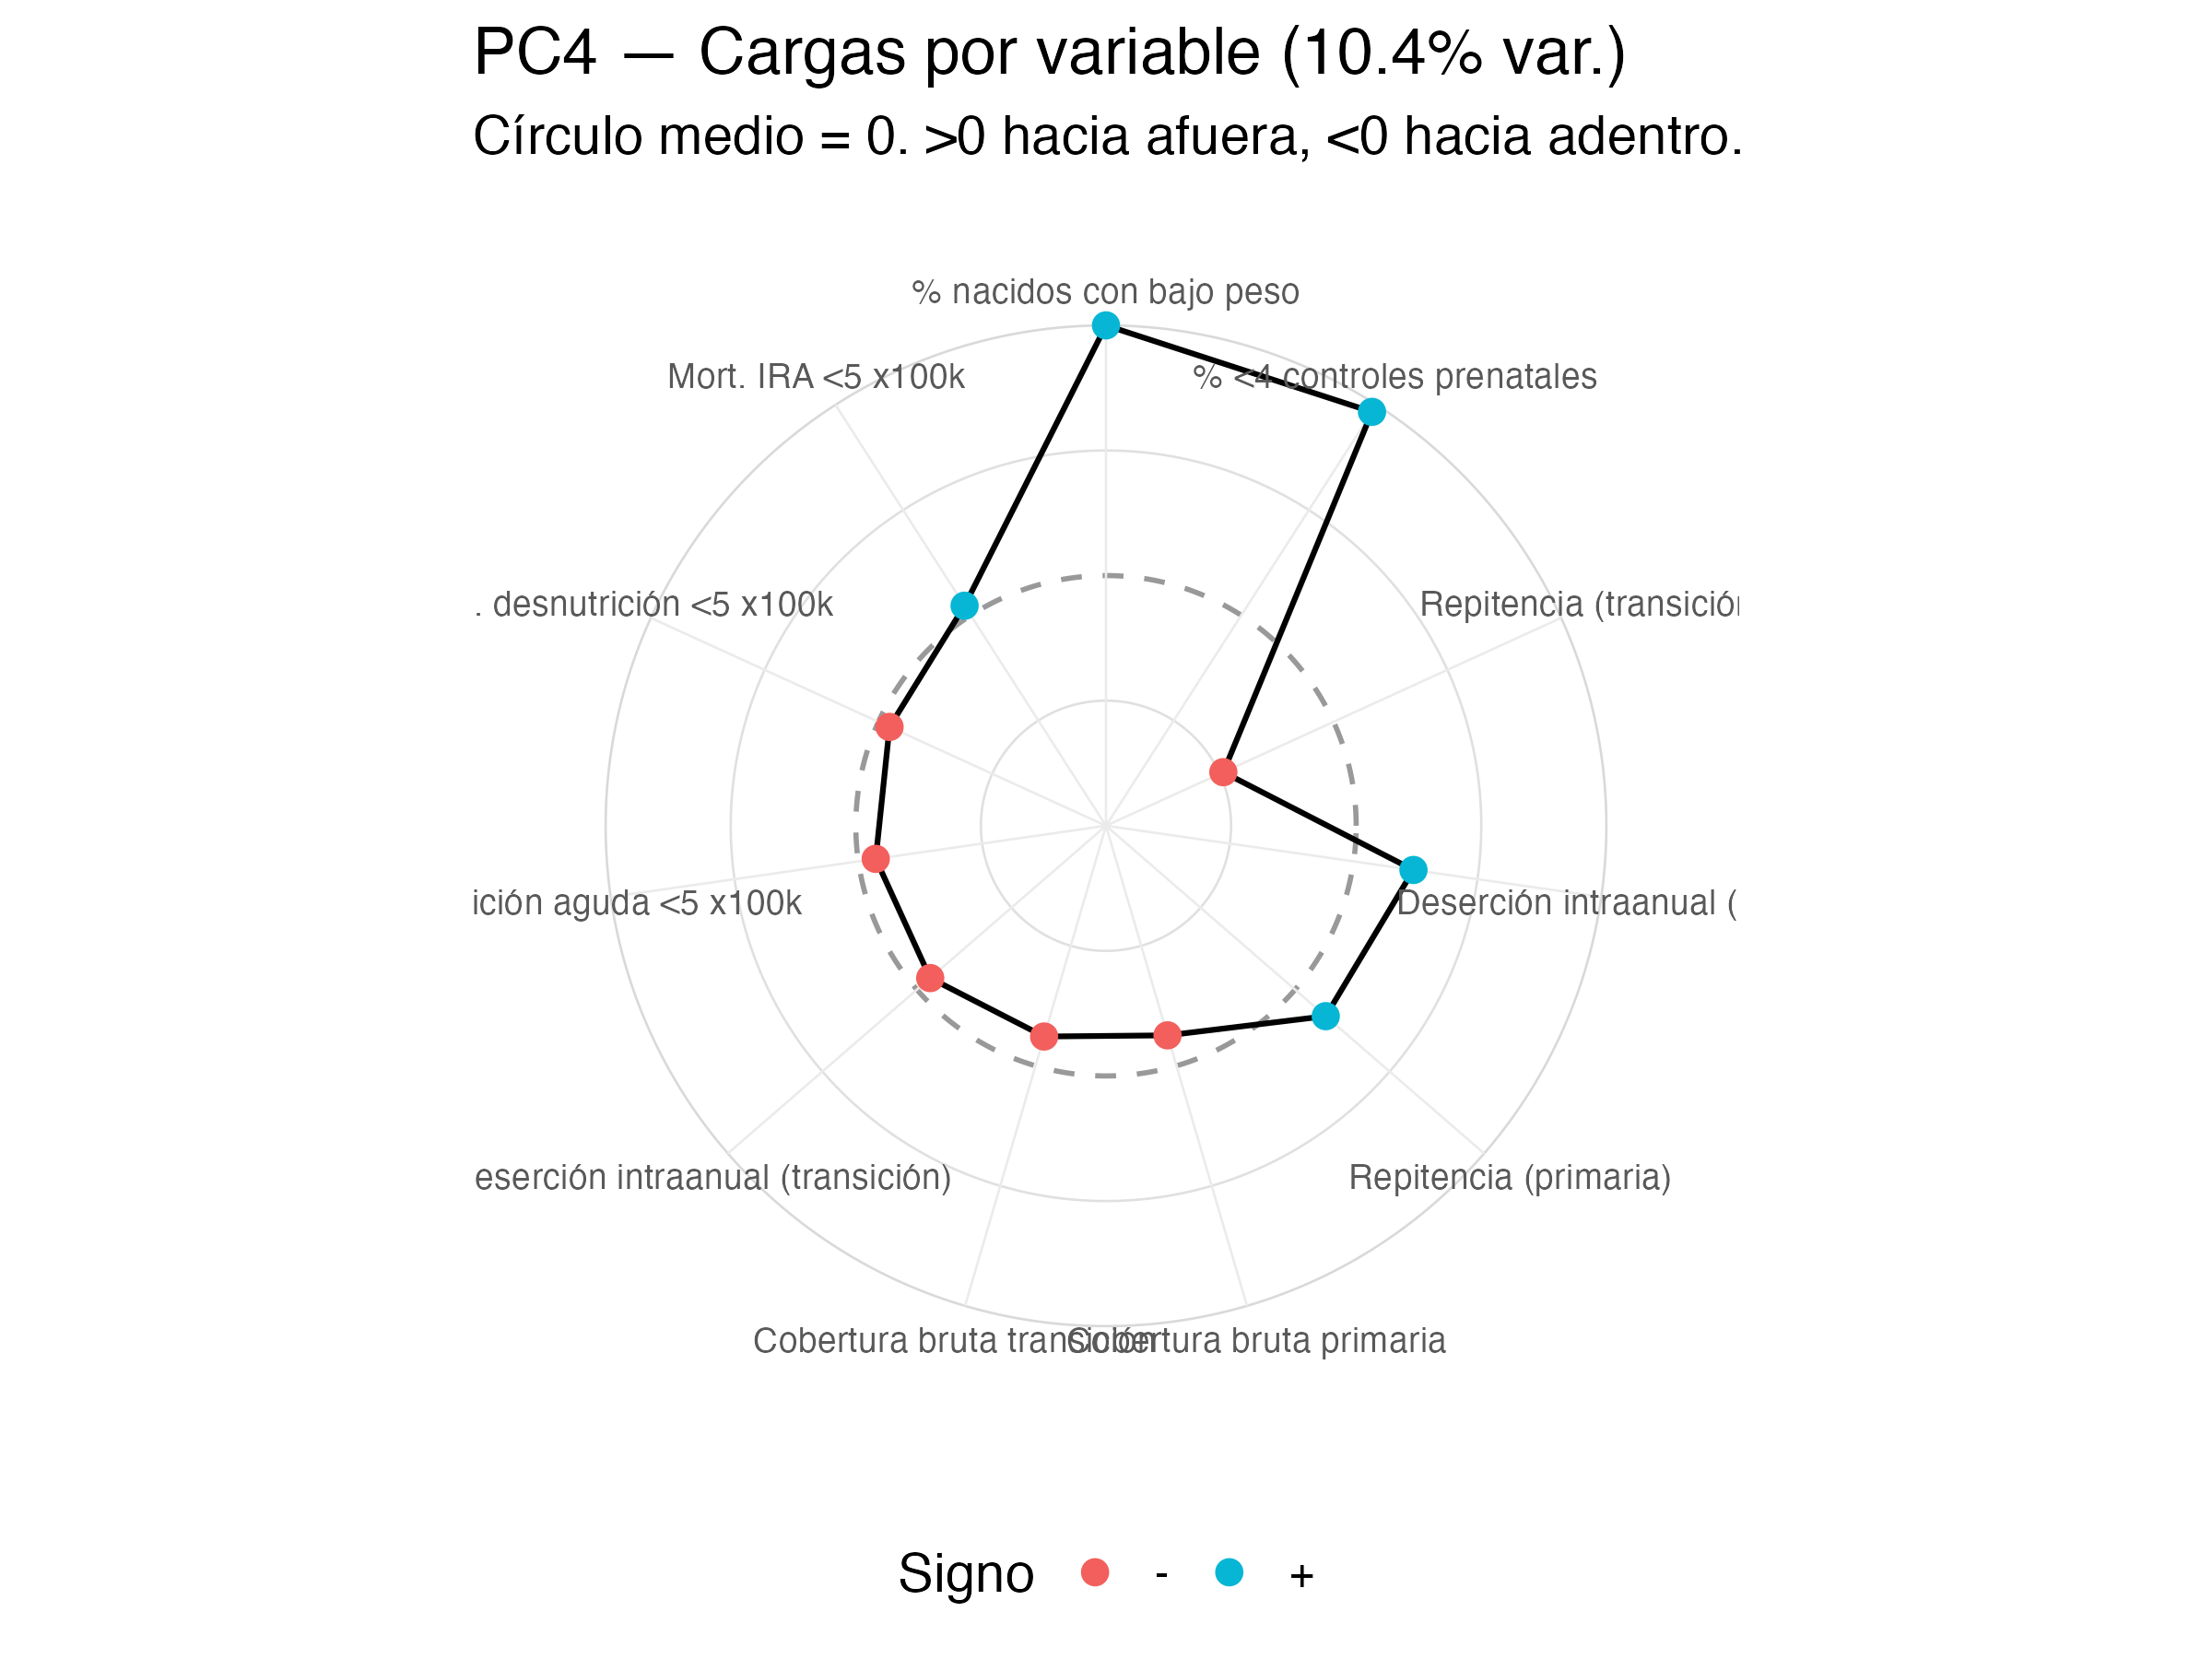 PC4 — Cargas por variable (10.4% var.)
Círculo medio = 0. >0 hacia afuera, <0 hacia adentro.
% nacidos con bajo peso
Mort. IRA <5 x100k
% <4 controles prenatales
. desnutrición <5 x100k
Repitencia (transición
ición aguda <5 x100k
Deserción intraanual (
eserción intraanual (transición)
Repitencia (primaria)
Cobertura bruta transición
Cobertura bruta primaria
Signo - +